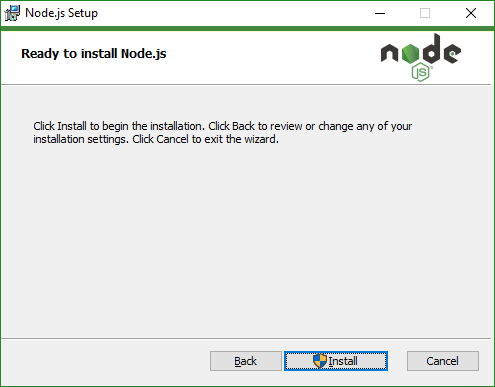 Node.js Setup
Ready to install Node.js
node
JS
Click Install to begin the installation. Click Back to review or change any of your
installation settings. Click Cancel to exit the wizard.
Back
Install
Cancel